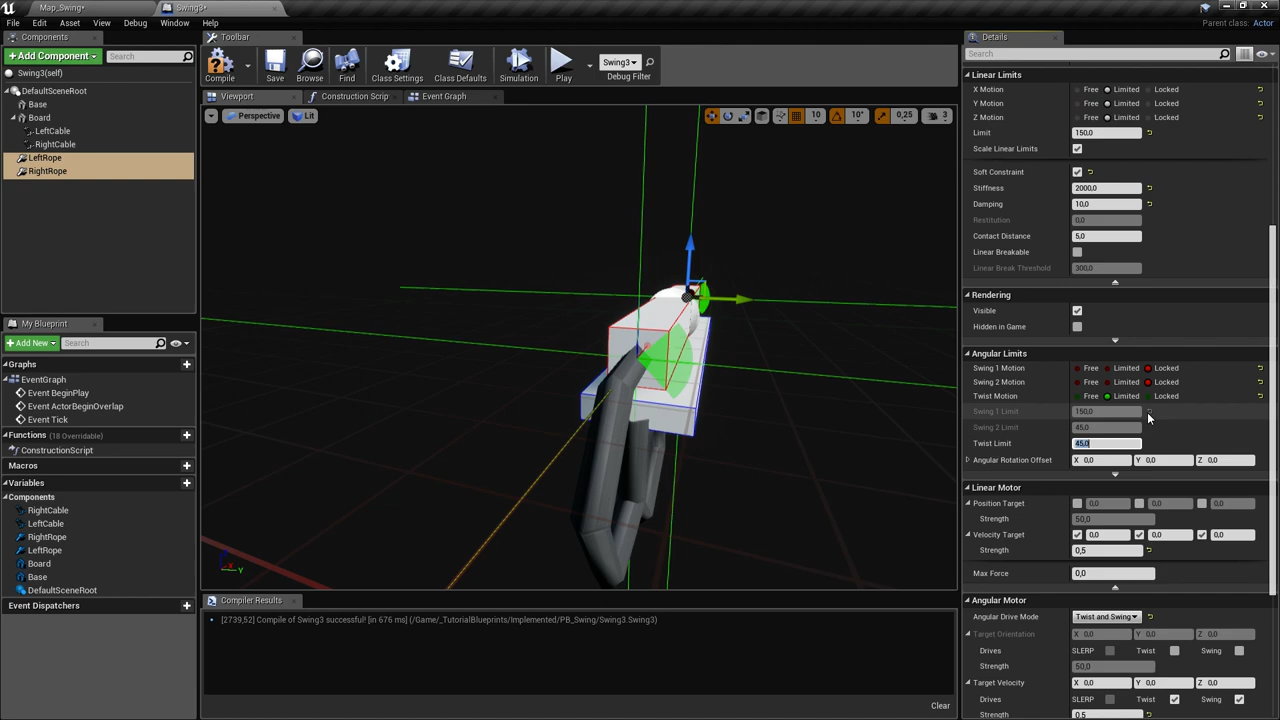 Map_Swing*
Swing3*
File Edit Asset View Debug Window Help
Parent class: Actor
Components
+ Add Component
Search
Swing3(self)
DefaultSceneRoot
Base
Board
LeftCable
RightCable
LeftRope
RightRope
My Blueprint
+ Add New
Search
Graphs
EventGraph
Event BeginPlay
Event ActorBeginOverlap
Event Tick
Functions (18 Overridable)
ConstructionScript
Macros
Variables
Components
RightCable
LeftCable
RightRope
LeftRope
Board
Base
DefaultSceneRoot
Event Dispatchers
Toolbar
Compile Save Browse Find Class Settings Class Defaults Simulation Play
Swing3
Debug Filter
Viewport Construction Scrip Event Graph
Perspective Lit
10 10° 0,25 3
Z
X
Y
Compiler Results
[2739,52] Compile of Swing3 successful! [in 676 ms] (/Game/_TutorialBlueprints/Implemented/PB_Swing/Swing3.Swing3)
Clear
Details
Search
Linear Limits
X Motion Free Limited Locked
Y Motion Free Limited Locked
Z Motion Free Limited Locked
Limit 150,0
Scale Linear Limits
Soft Constraint
Stiffness 2000,0
Damping 10,0
Restitution 0,0
Contact Distance 5,0
Linear Breakable
Linear Break Threshold 300,0
Rendering
Visible
Hidden in Game
Angular Limits
Swing 1 Motion Free Limited Locked
Swing 2 Motion Free Limited Locked
Twist Motion Free Limited Locked
Swing 1 Limit 150,0
Swing 2 Limit 45,0
Twist Limit 45,0
Angular Rotation Offset X 0,0 Y 0,0 Z 0,0
Linear Motor
Position Target 0,0 0,0 0,0
Strength 50,0
Velocity Target 0,0 0,0 0,0
Strength 0,5
Max Force 0,0
Angular Motor
Angular Drive Mode Twist and Swing
Target Orientation X 0,0 Y 0,0 Z 0,0
Drives SLERP Twist Swing
Strength 50,0
Target Velocity X 0,0 Y 0,0 Z 0,0
Drives SLERP Twist Swing
Strength 0,5